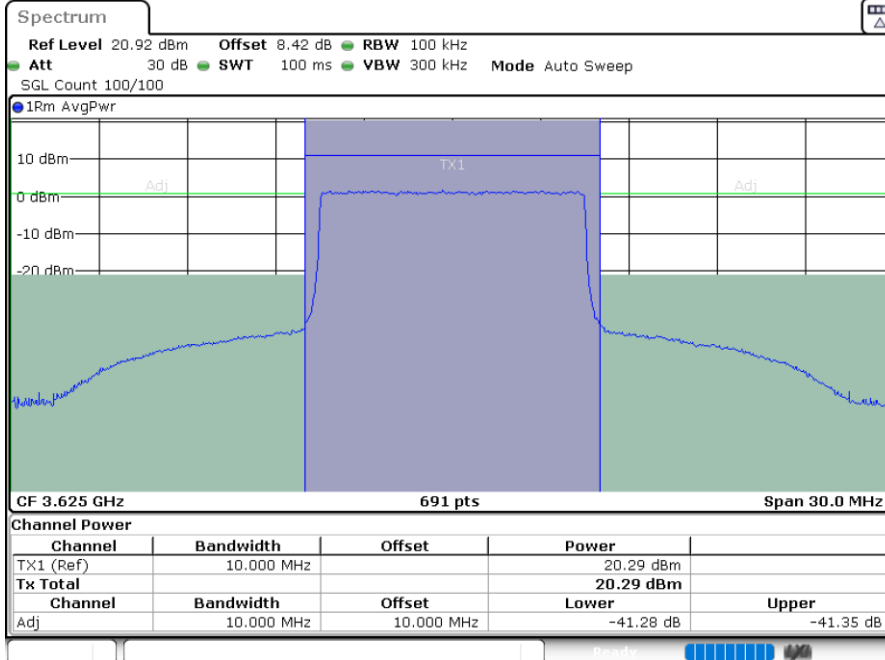 Spectrum
Ref Level 20.92 dBm Offset 8.42 dB RBW 100 kHz
Att 30 dB SWT 100 ms VBW 300 kHz Mode Auto Sweep
SGL Count 100/100
1Rm AvgPwr
10 dBm
TX1
Adj Adj
0 dBm
-10 dBm
-20 dBm
CF 3.625 GHz 691 pts Span 30.0 MHz
Channel Power
Channel Bandwidth Offset Power
TX1 (Ref) 10.000 MHz 20.29 dBm
Tx Total 20.29 dBm
Channel Bandwidth Offset Lower Upper
Adj 10.000 MHz 10.000 MHz -41.28 dB -41.35 dB
Ready